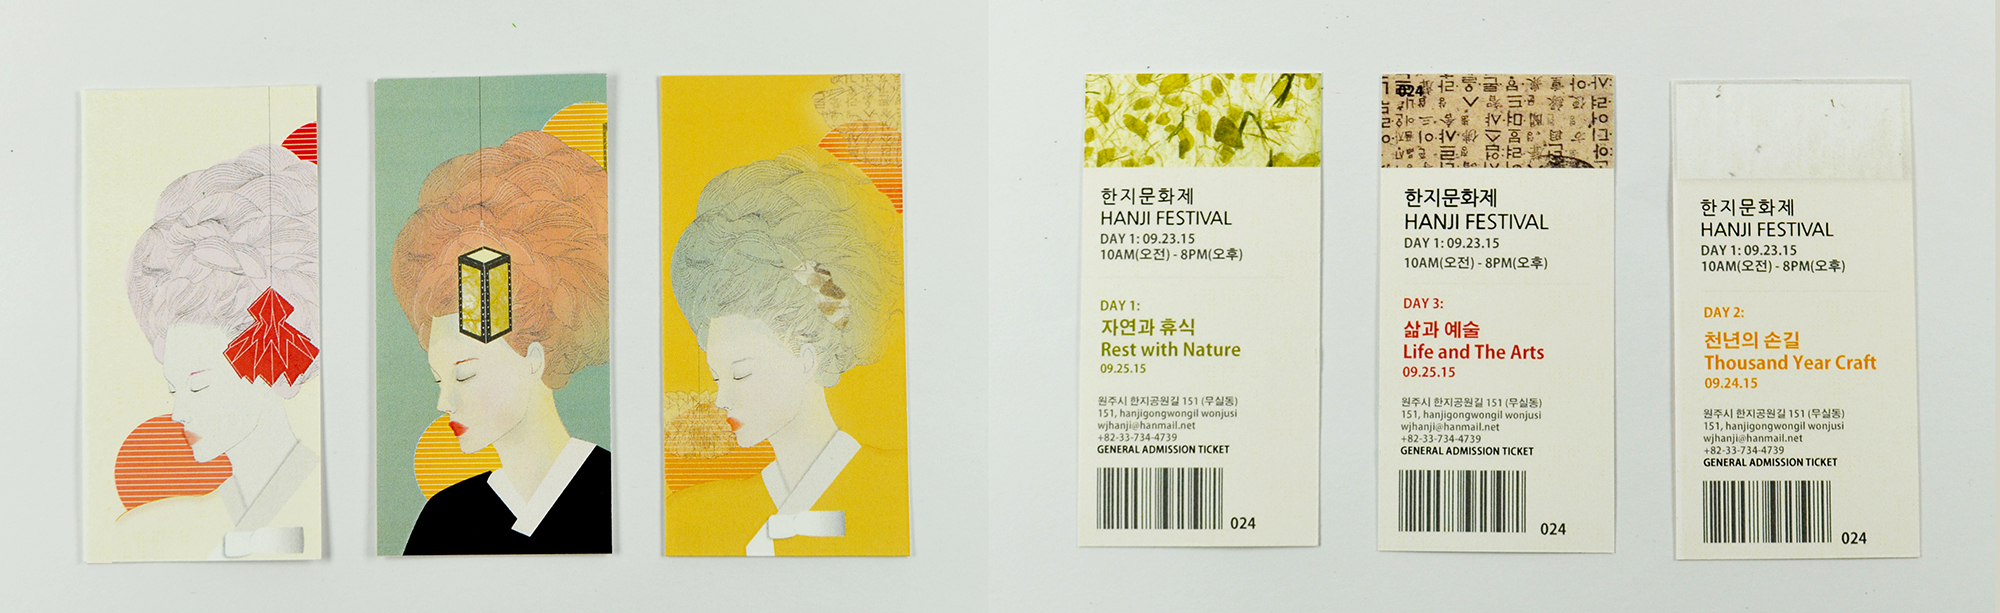 한지문화제
HANJI FESTIVAL
DAY 1: 09.23.15
10AM(오전) - 8PM(오후)
DAY 1:
자연과 휴식
Rest with Nature
09.25.15
원주시 한지공원길 151 (무실동)
151, hanjigongwongil wonjusi
wjhanji@hanmail.net
+82-33-734-4739
GENERAL ADMISSION TICKET
024
024
한지문화제
HANJI FESTIVAL
DAY 1: 09.23.15
10AM(오전) - 8PM(오후)
DAY 3:
삶과 예술
Life and The Arts
09.25.15
원주시 한지공원길 151 (무실동)
151, hanjigongwongil wonjusi
wjhanji@hanmail.net
+82-33-734-4739
GENERAL ADMISSION TICKET
024
한지문화제
HANJI FESTIVAL
DAY 1: 09.23.15
10AM(오전) - 8PM(오후)
DAY 2:
천년의 손길
Thousand Year Craft
09.24.15
원주시 한지공원길 151 (무실동)
151, hanjigongwongil wonjusi
wjhanji@hanmail.net
+82-33-734-4739
GENERAL ADMISSION TICKET
024